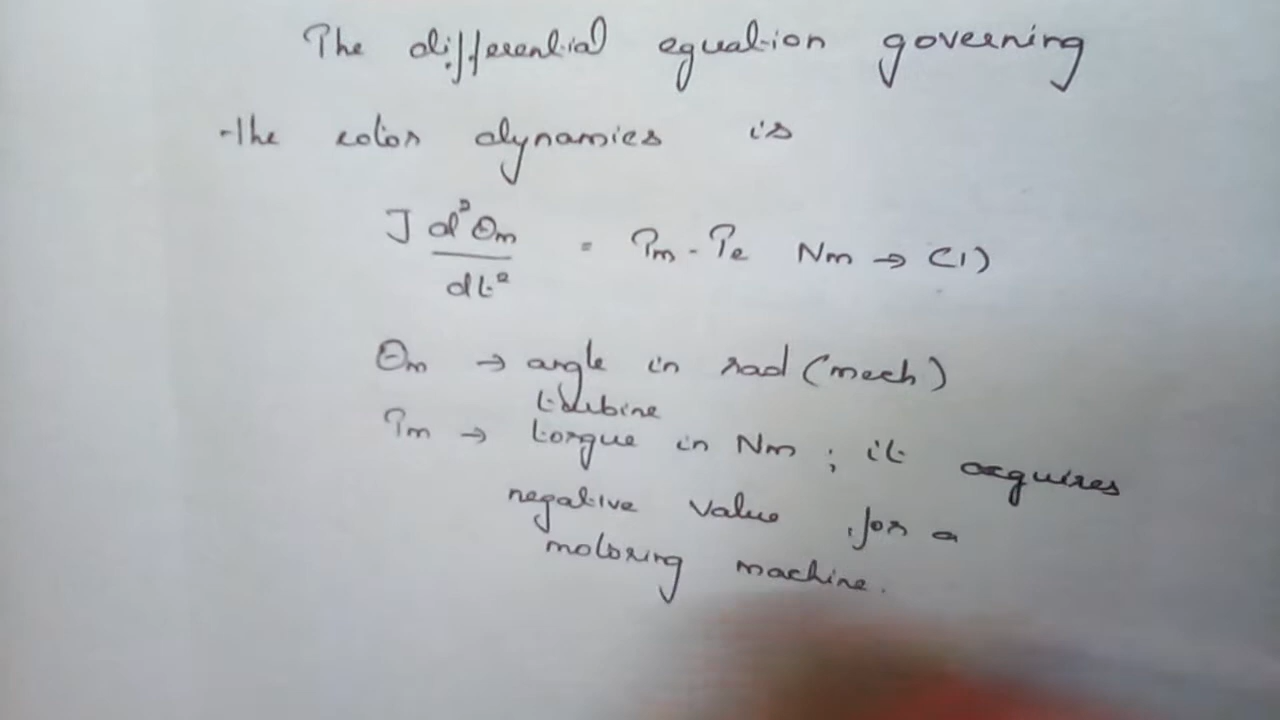 The differential equation governing
the rotor dynamics is
J d²θm / dt² = Tm - Te Nm → (1)
θm → angle in rad (mech)
turbine
Tm → torque in Nm ; it acquires
negative value for a
motoring machine.